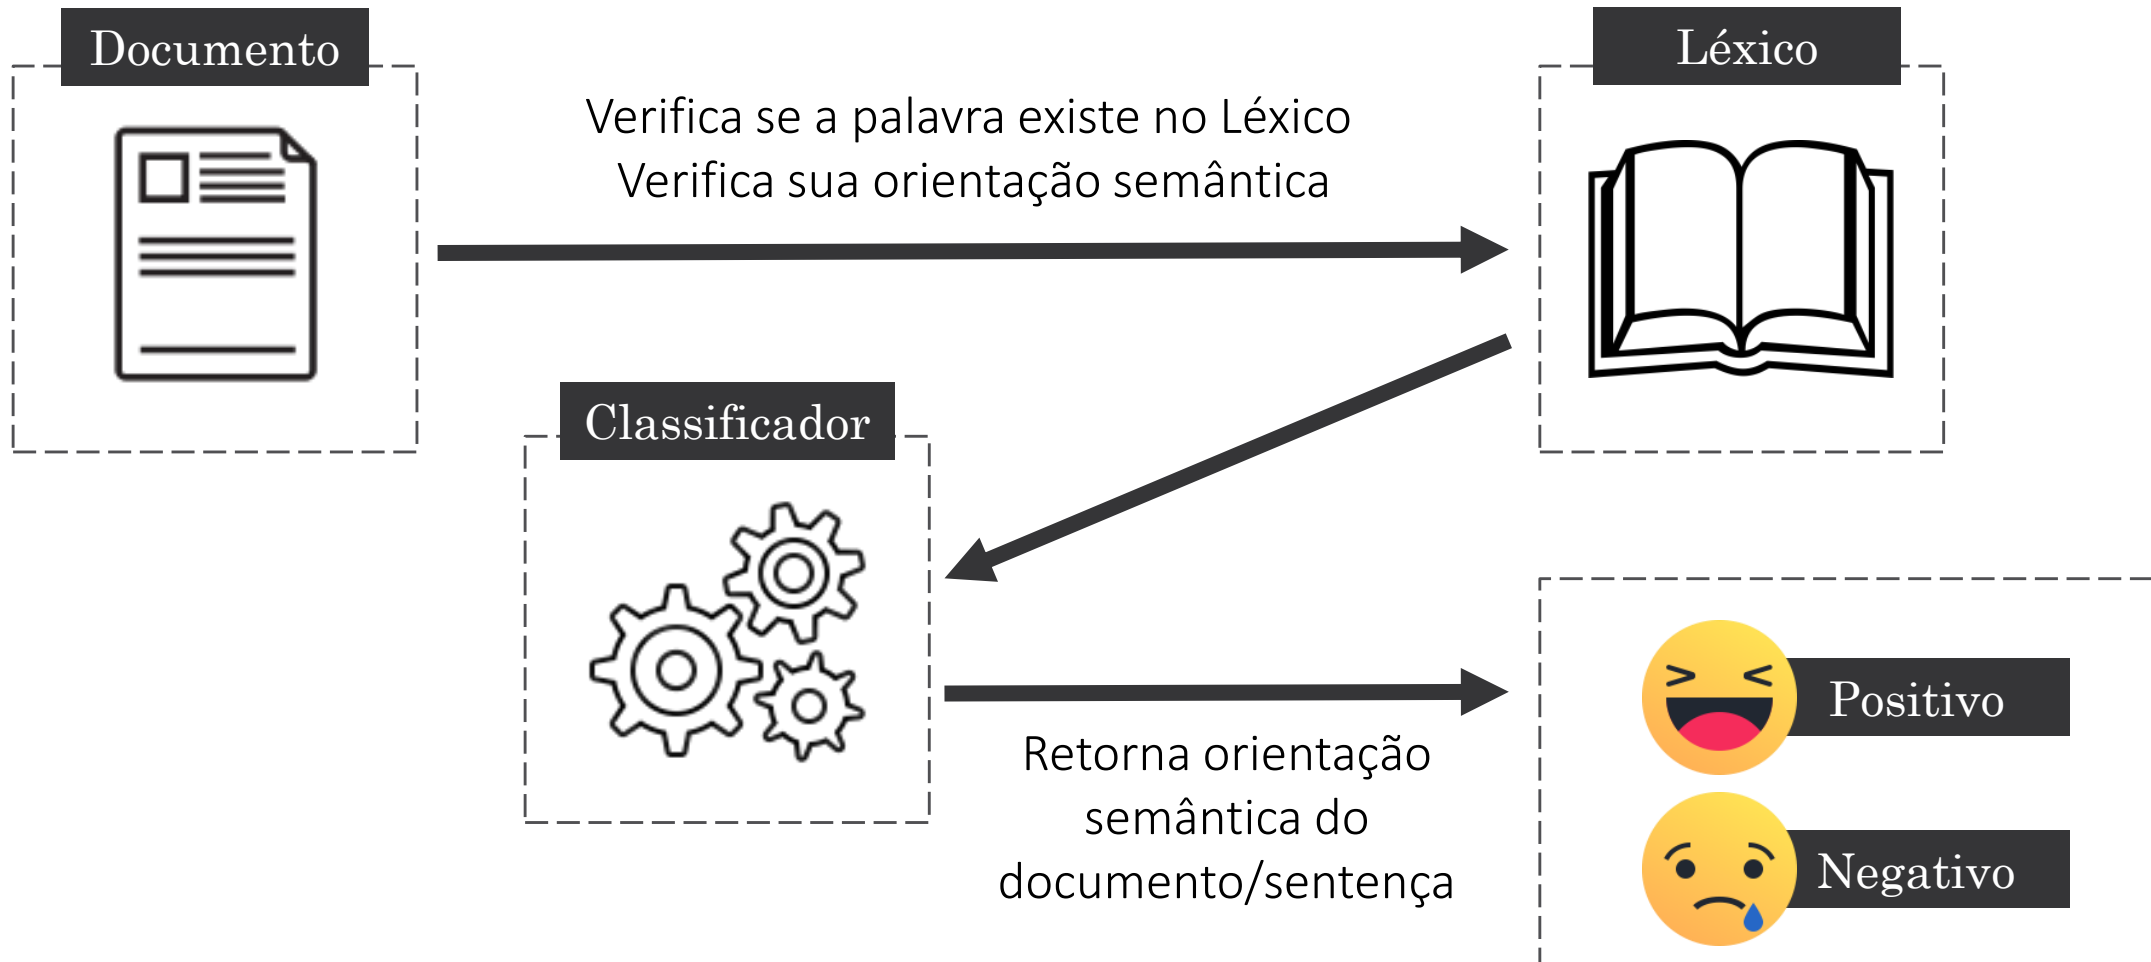 Documento
Léxico
Verifica se a palavra existe no Léxico
Verifica sua orientação semântica
Classificador
Retorna orientação
semântica do
documento/sentença
Positivo
Negativo